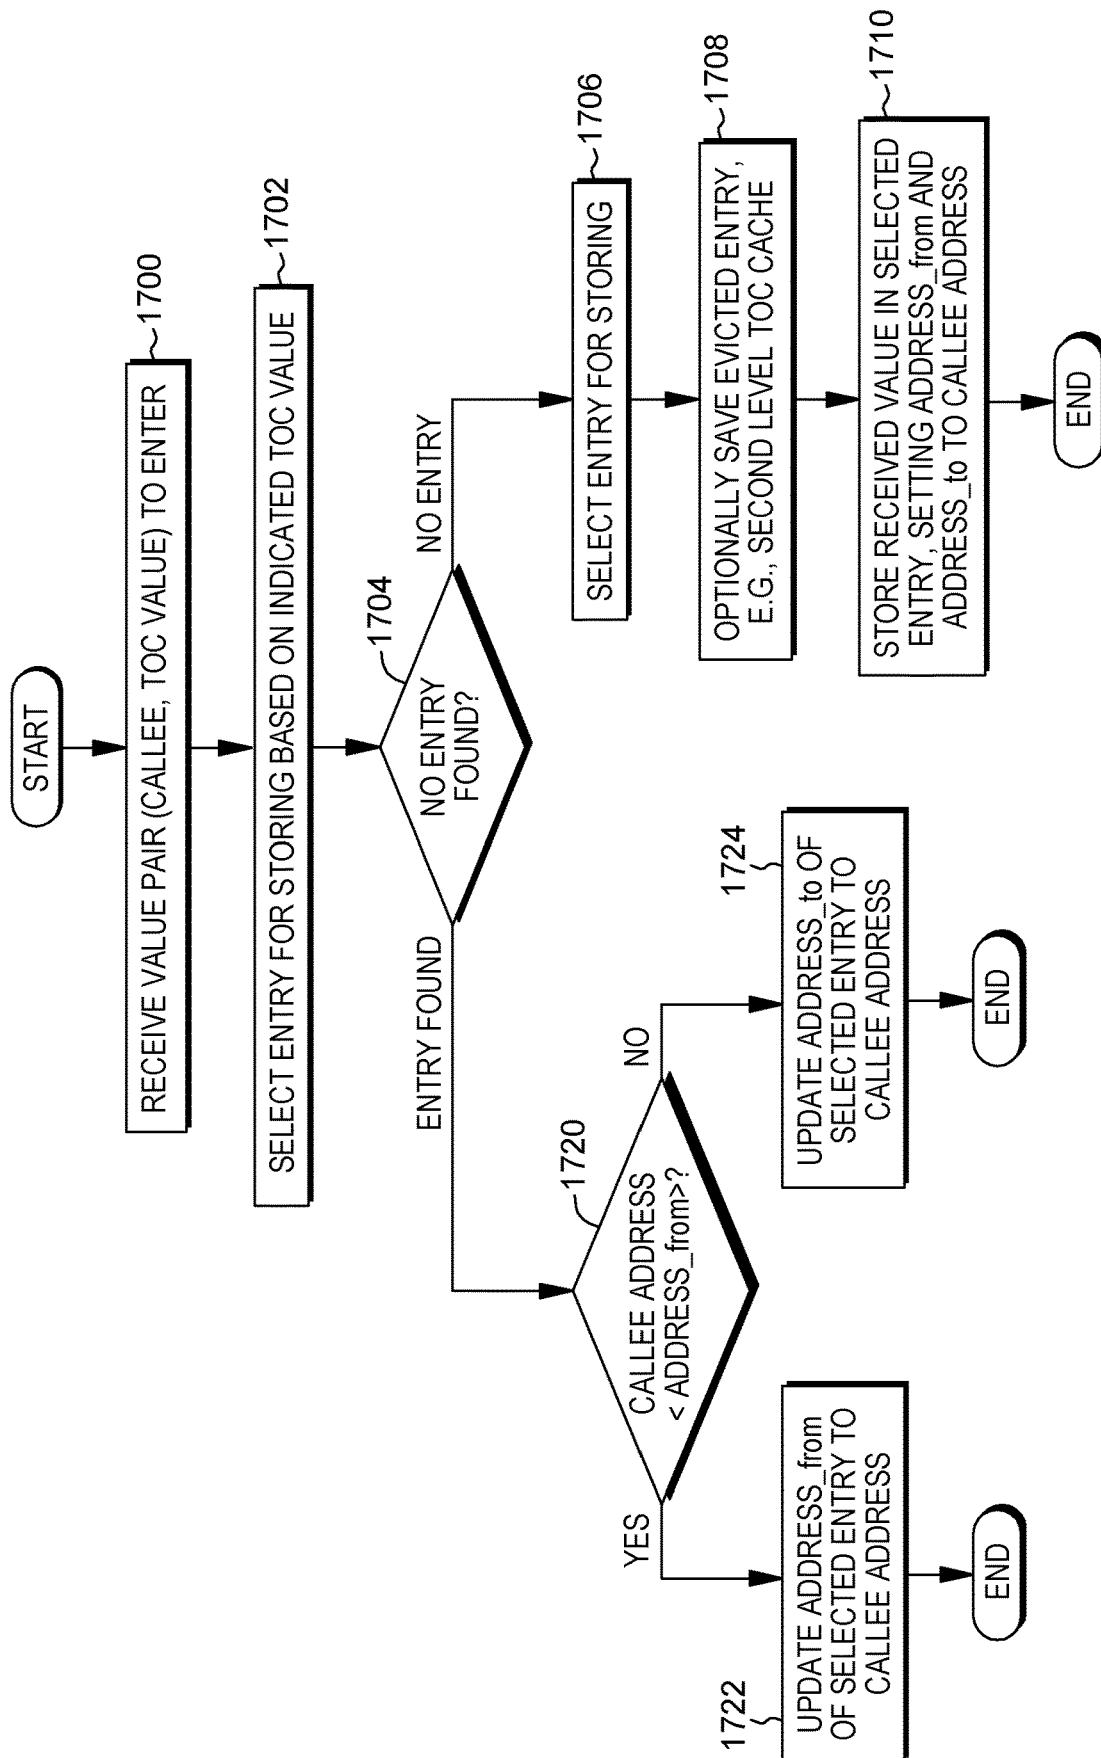 START
RECEIVE VALUE PAIR (CALLEE, TOC VALUE) TO ENTER
1700
SELECT ENTRY FOR STORING BASED ON INDICATED TOC VALUE
1702
NO ENTRY
FOUND?
1704
ENTRY FOUND
NO ENTRY
SELECT ENTRY FOR STORING
1706
OPTIONALLY SAVE EVICTED ENTRY,
E.G., SECOND LEVEL TOC CACHE
1708
STORE RECEIVED VALUE IN SELECTED
ENTRY, SETTING ADDRESS_from AND
ADDRESS_to TO CALLEE ADDRESS
1710
END
CALLEE ADDRESS
< ADDRESS_from>?
1720
YES
NO
UPDATE ADDRESS_from
OF SELECTED ENTRY TO
CALLEE ADDRESS
1722
END
UPDATE ADDRESS_to OF
SELECTED ENTRY TO
CALLEE ADDRESS
1724
END